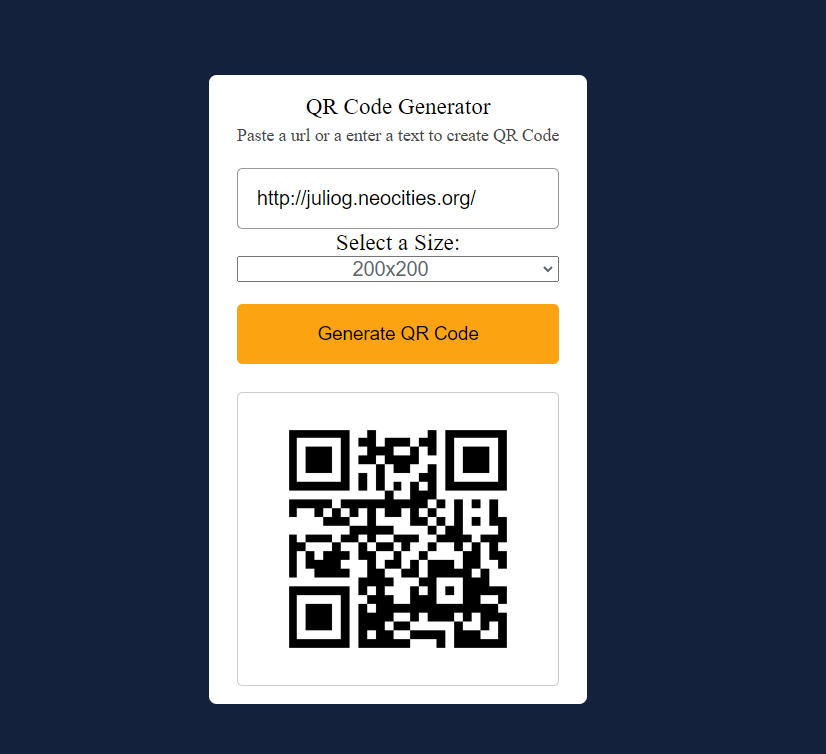 QR Code Generator
Paste a url or a enter a text to create QR Code
http://juliog.neocities.org/
Select a Size:
200x200
Generate QR Code